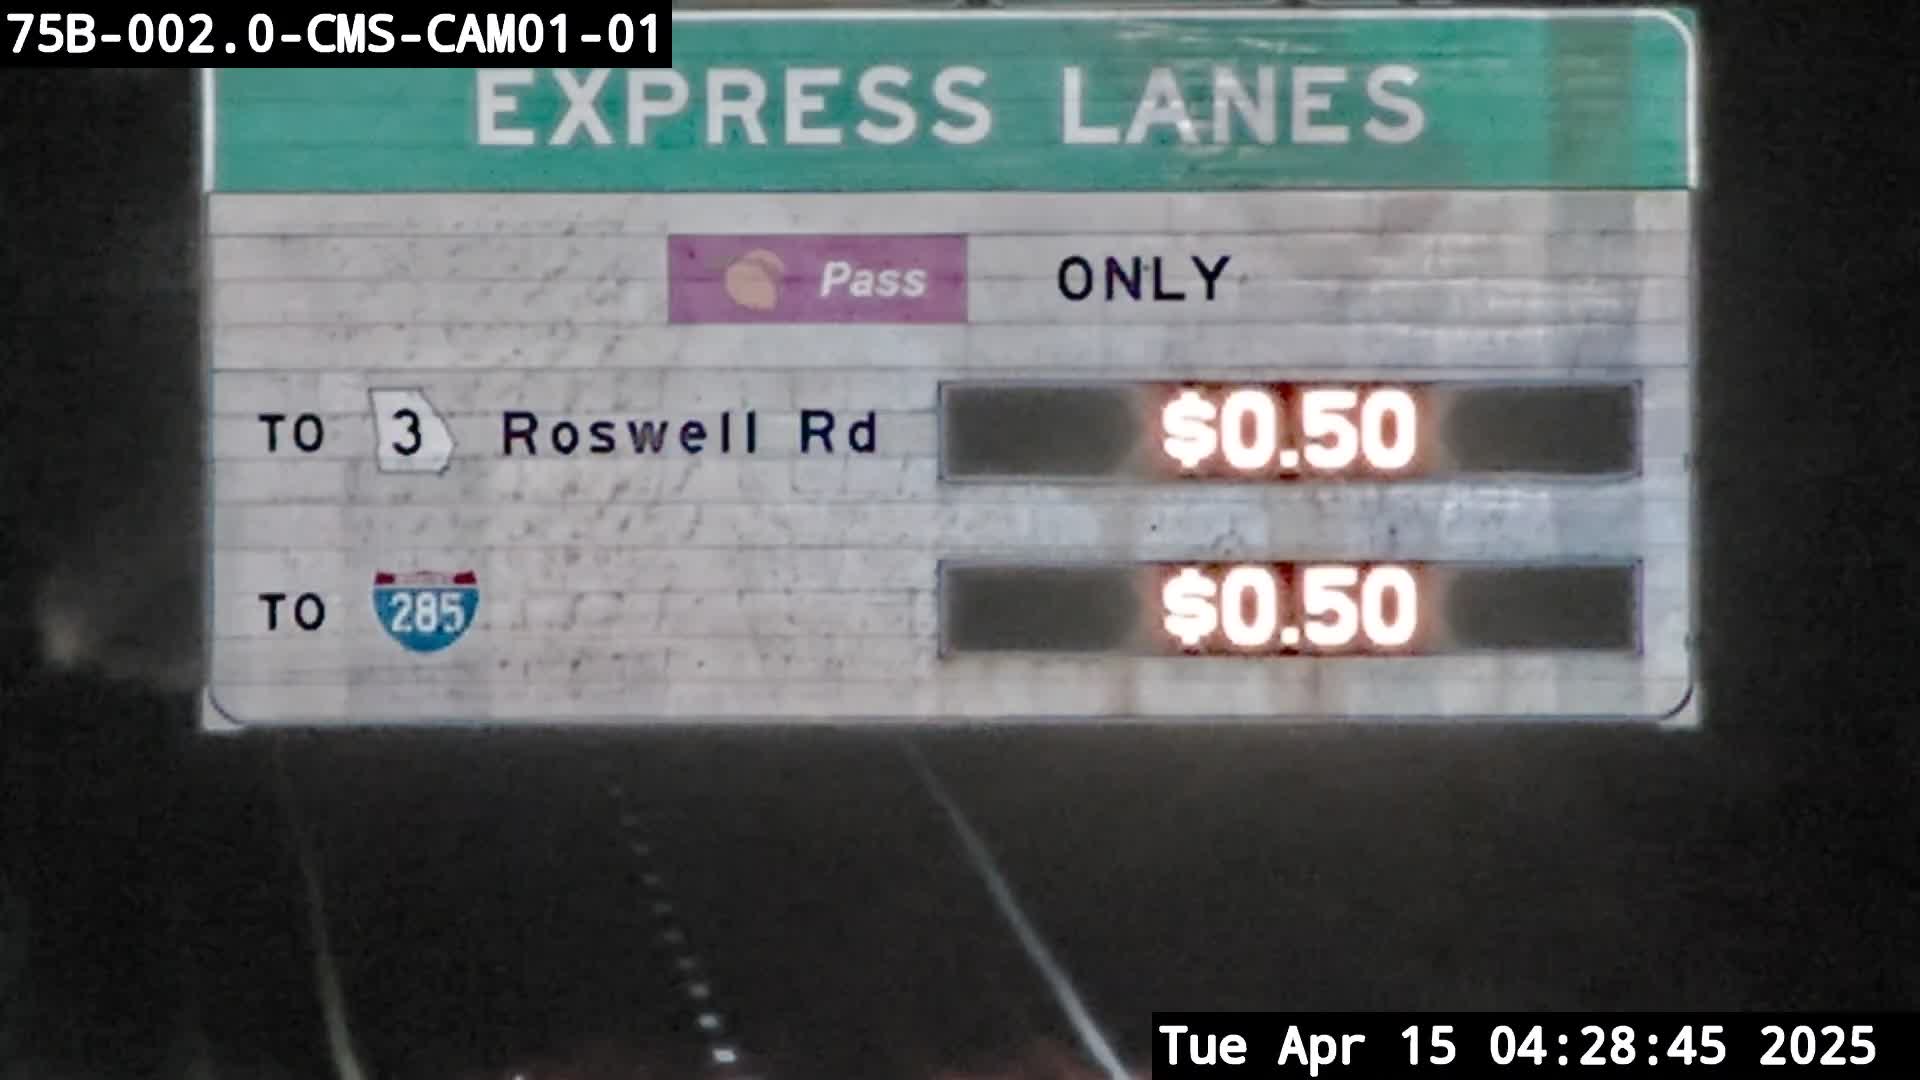 75B-002.0-CMS-CAM01-01
EXPRESS LANES
Pass ONLY
TO 3 Roswell Rd $0.50
TO 285 $0.50
Tue Apr 15 04:28:45 2025